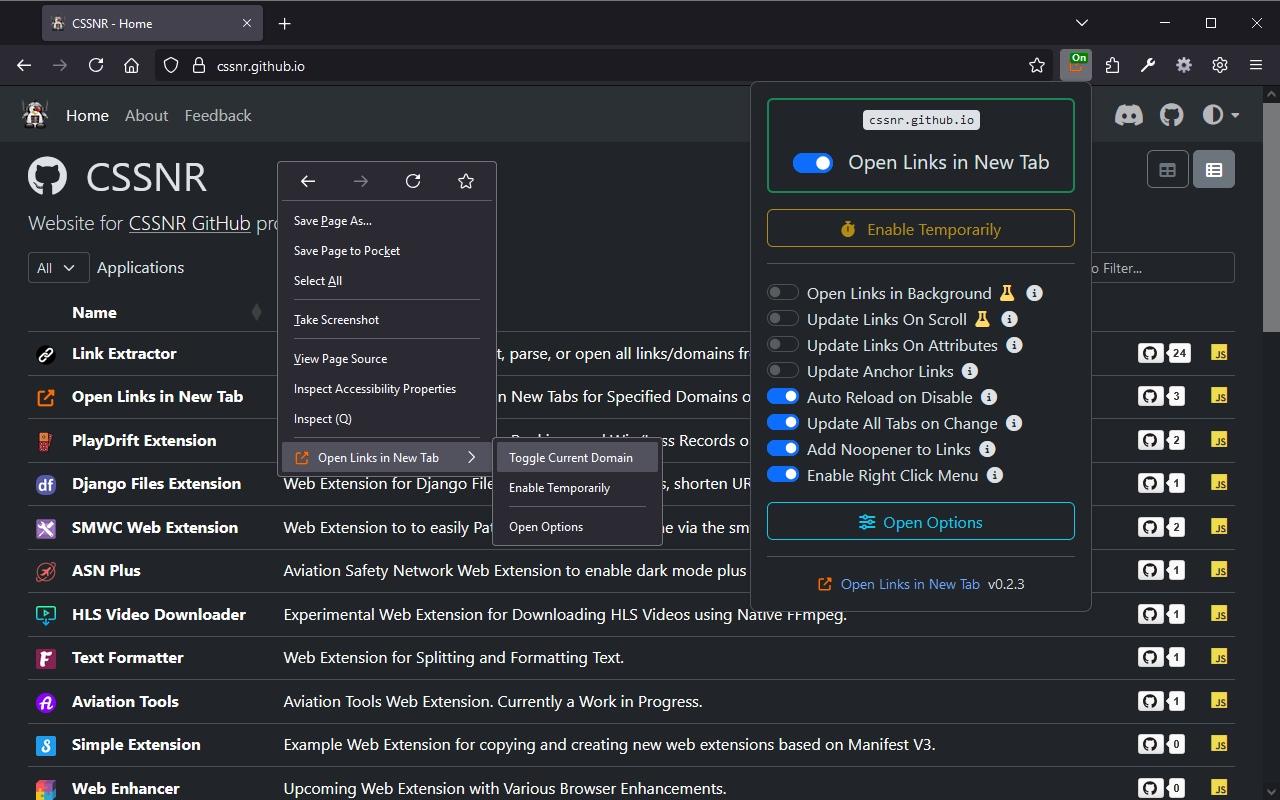 CSSNR - Home
cssnr.github.io
On
Home About Feedback
CSSNR
Website for CSSNR GitHub
All Applications
Filter...
Name
Link Extractor parse, or open all links/domains 24 JS
Open Links in New Tab New Tabs for Specified Domains 3 JS
PlayDrift Extension Records 2 JS
df Django Files Extension Web Extension for Django shorten 1 JS
SMWC Web Extension Web Extension to to easily via the 2 JS
ASN Plus Aviation Safety Network Web Extension to enable dark mode plus 1 JS
HLS Video Downloader Experimental Web Extension for Downloading HLS Videos using Native FFmpeg. 1 JS
Text Formatter Web Extension for Splitting and Formatting Text. 1 JS
Aviation Tools Aviation Tools Web Extension. Currently a Work in Progress. 1 JS
Simple Extension Example Web Extension for copying and creating new web extensions based on Manifest V3. 0 JS
Web Enhancer Upcoming Web Extension with Various Browser Enhancements. 0 JS
Save Page As...
Save Page to Pocket
Select All
Take Screenshot
View Page Source
Inspect Accessibility Properties
Inspect (Q)
Open Links in New Tab
Toggle Current Domain
Enable Temporarily
Open Options
cssnr.github.io
Open Links in New Tab
Enable Temporarily
Open Links in Background
Update Links On Scroll
Update Links On Attributes
Update Anchor Links
Auto Reload on Disable
Update All Tabs on Change
Add Noopener to Links
Enable Right Click Menu
Open Options
Open Links in New Tab v0.2.3